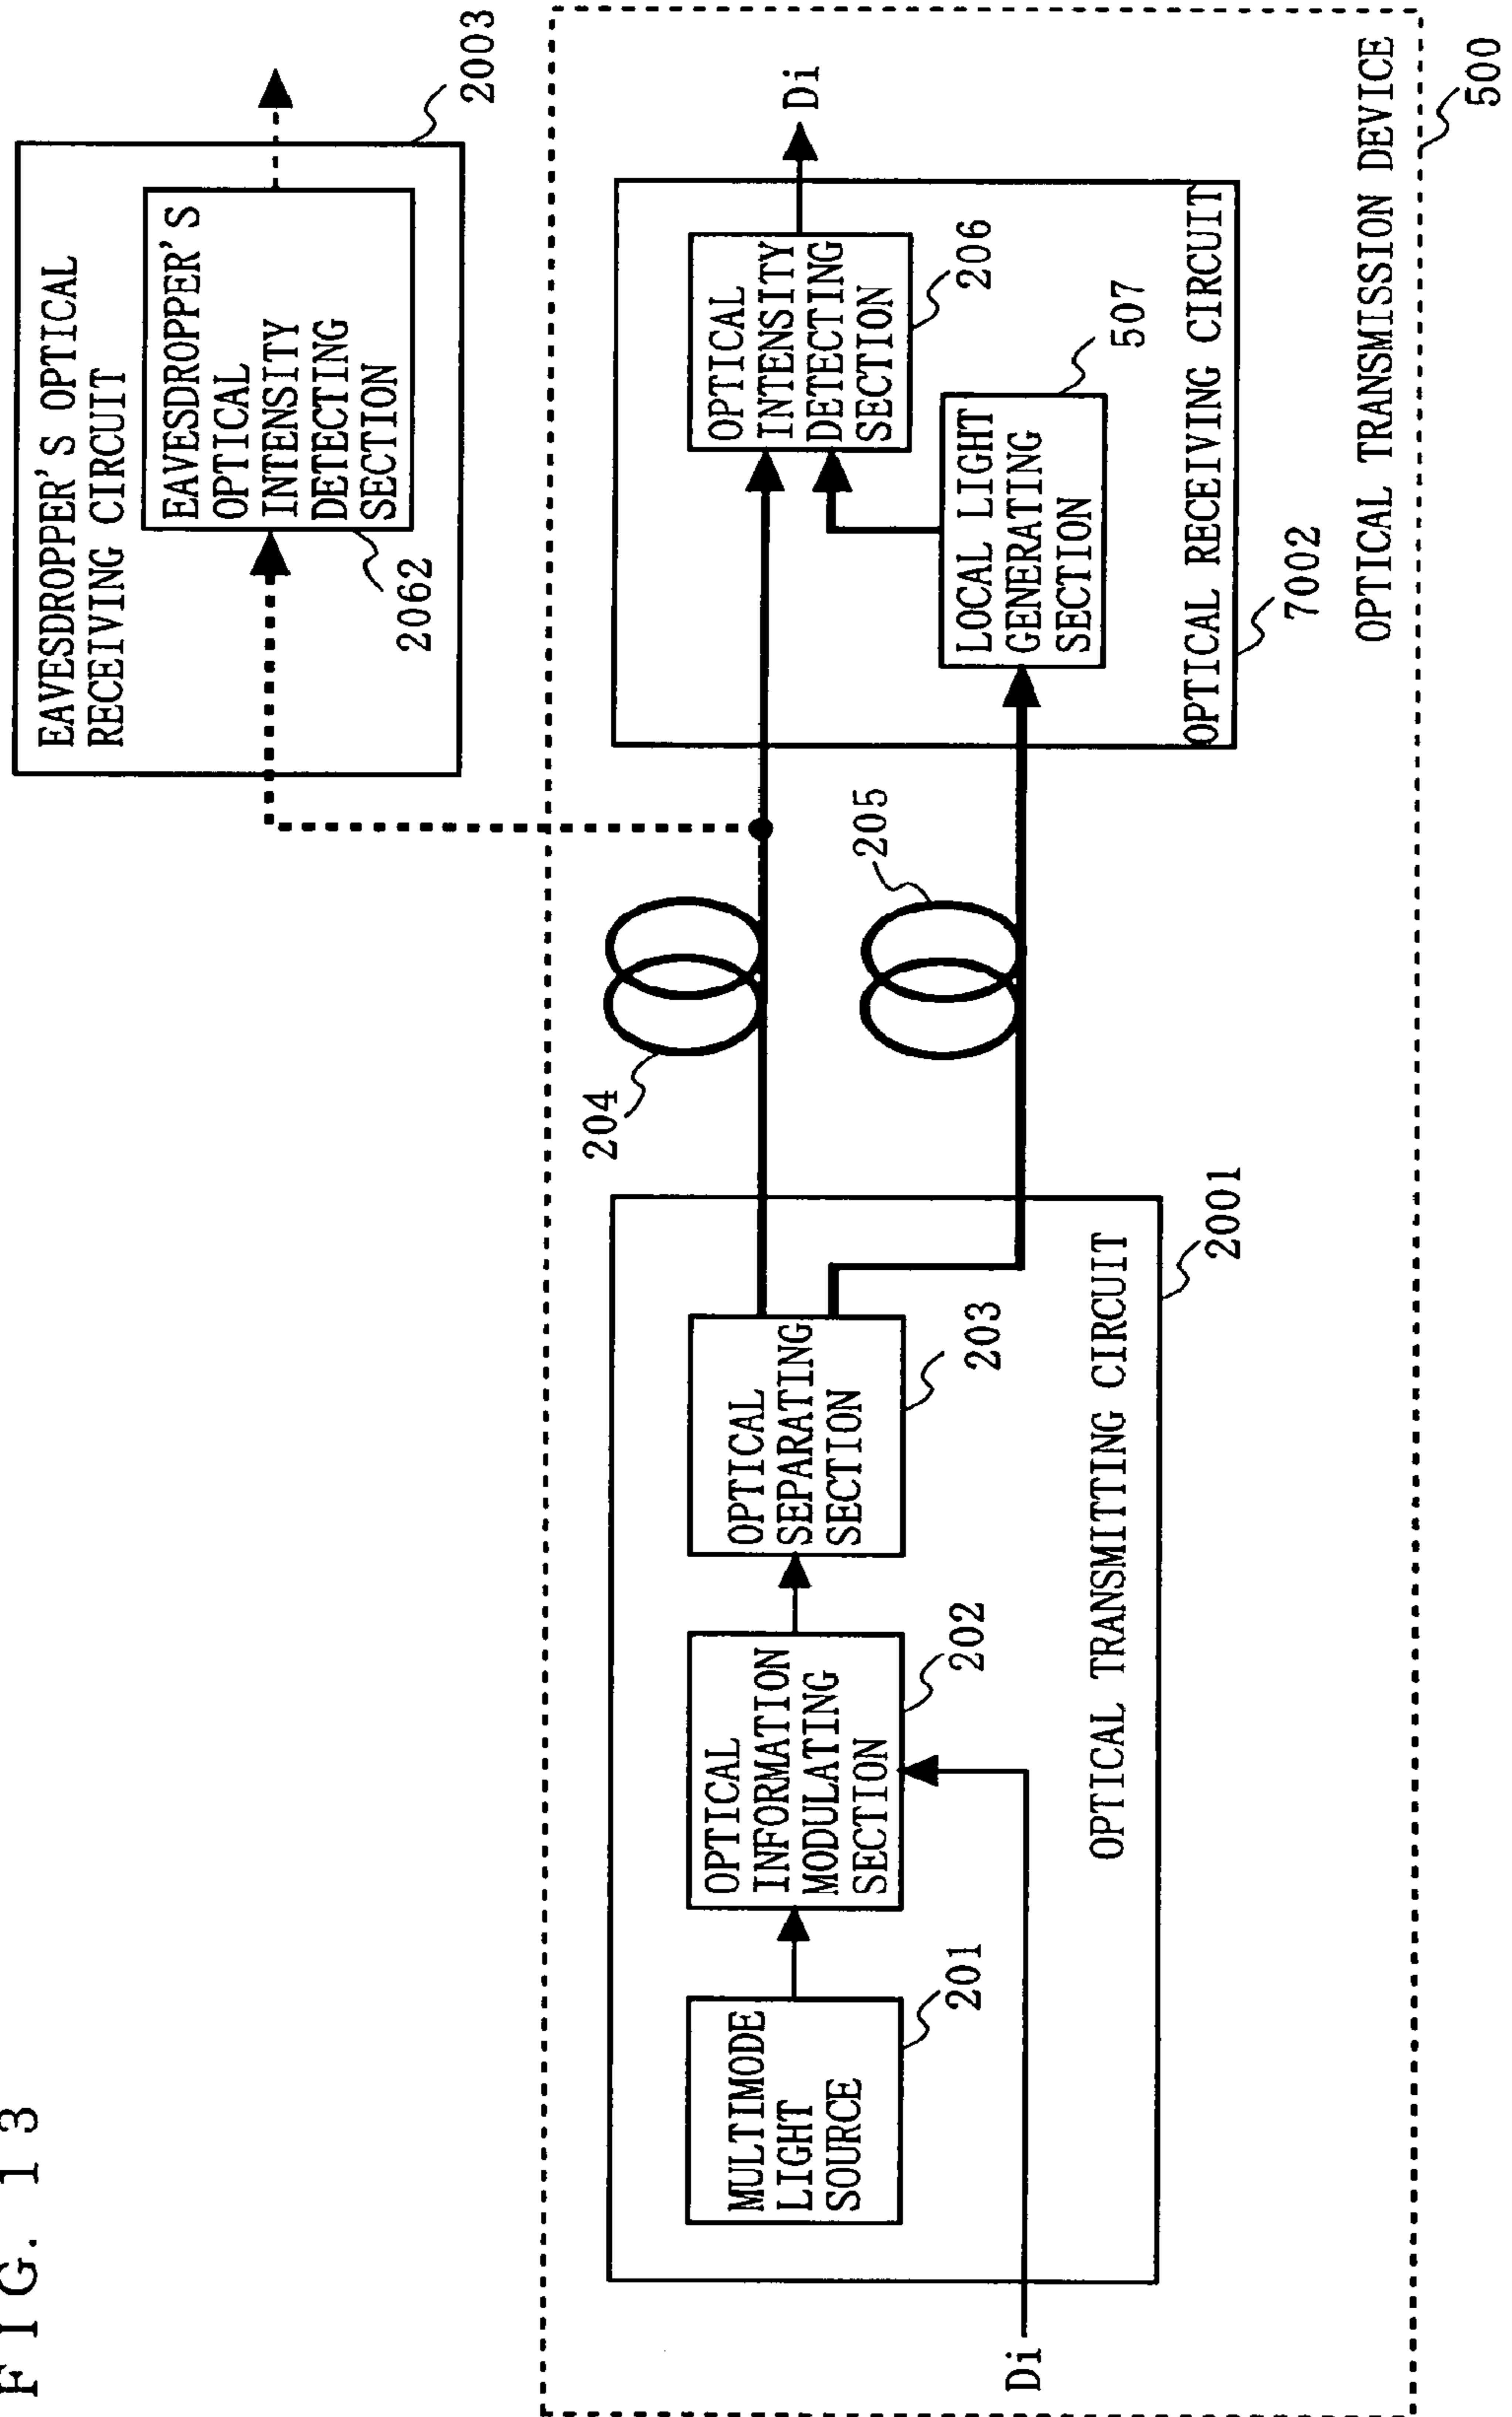 FIG. 13
EAVESDROPPER'S OPTICAL
RECEIVING CIRCUIT
EAVESDROPPER'S
OPTICAL
INTENSITY
DETECTING
SECTION
2062
2003
Di
MULTIMODE
LIGHT
SOURCE
201
OPTICAL
INFORMATION
MODULATING
SECTION
202
OPTICAL
SEPARATING
SECTION
203
OPTICAL TRANSMITTING CIRCUIT
2001
204
205
OPTICAL
INTENSITY
DETECTING
SECTION
206
Di
LOCAL LIGHT
GENERATING
SECTION
507
OPTICAL RECEIVING CIRCUIT
7002
OPTICAL TRANSMISSION DEVICE
500